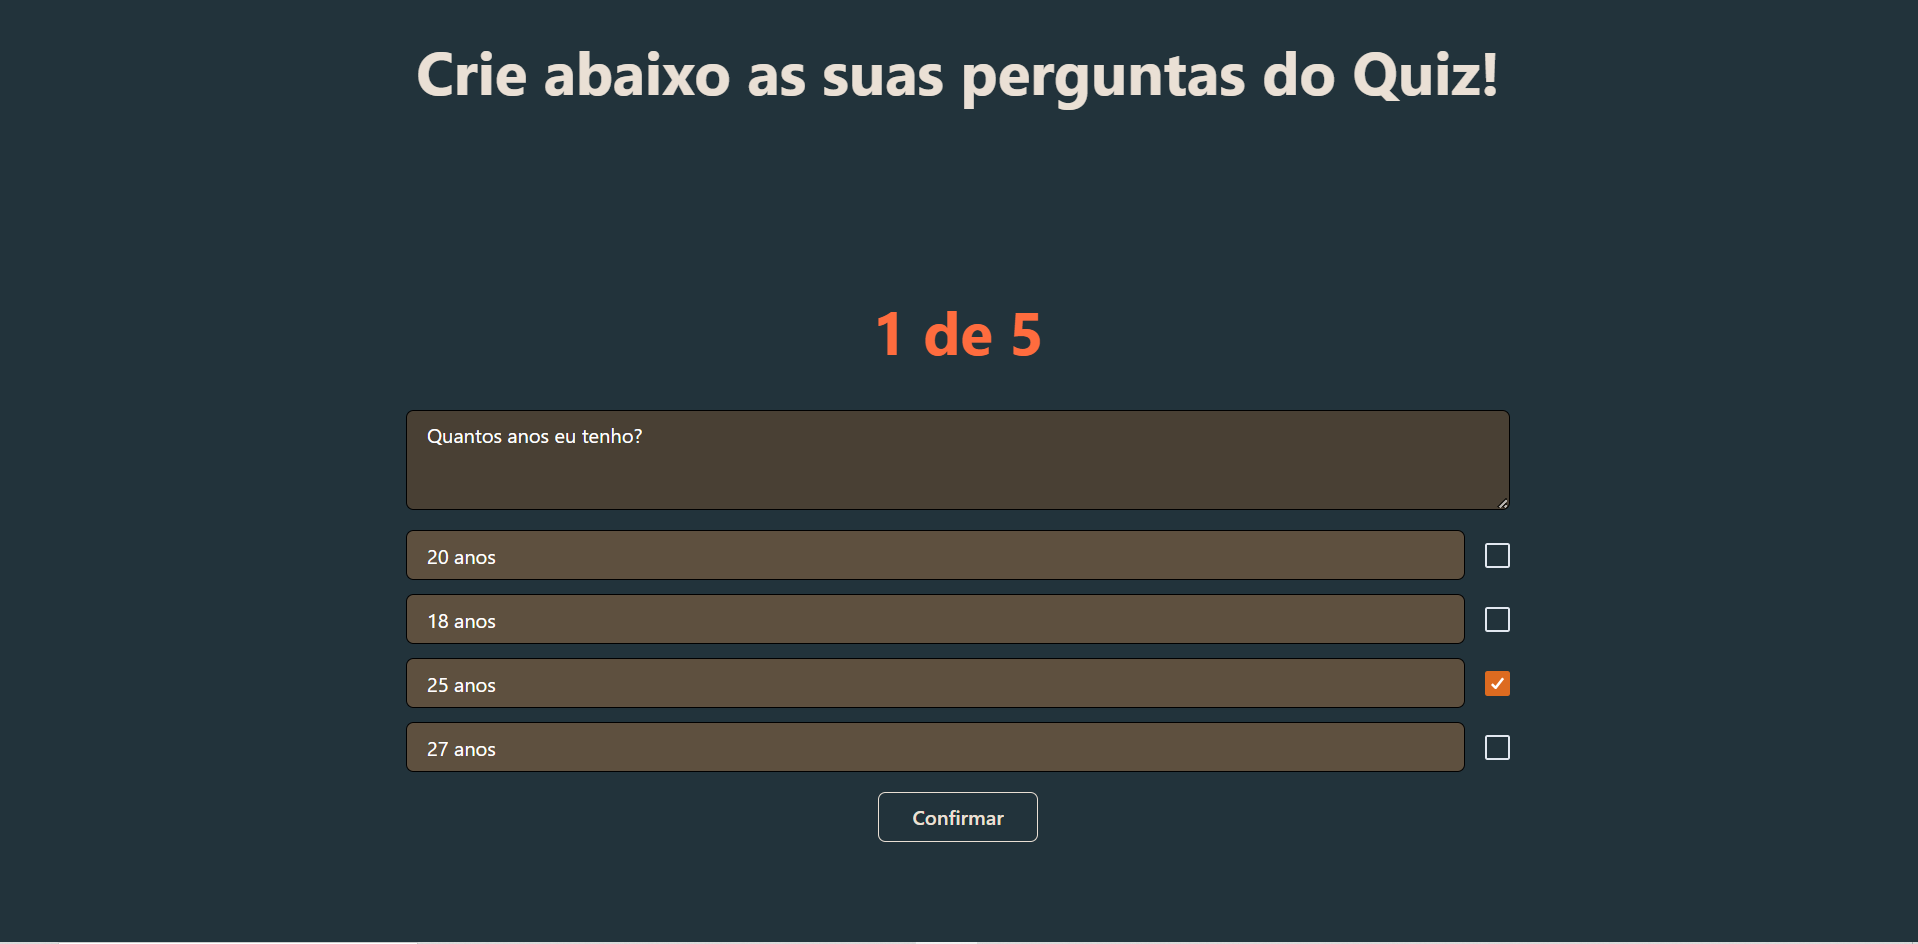 Crie abaixo as suas perguntas do Quiz!
1 de 5
Quantos anos eu tenho?
20 anos
18 anos
25 anos
27 anos
Confirmar